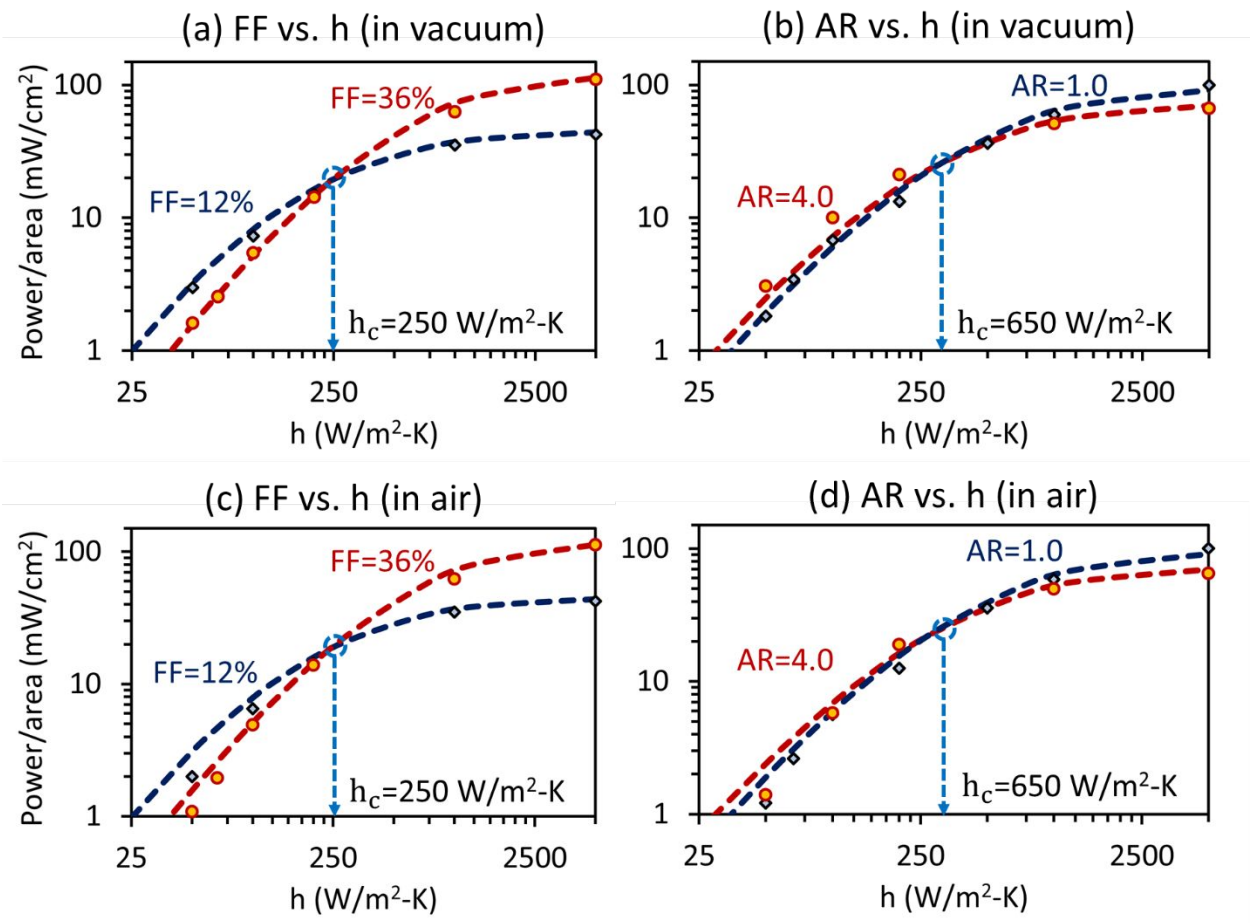 (a) FF vs. h (in vacuum)
(b) AR vs. h (in vacuum)
Power/area (mW/cm²)
100
10
1
FF=36%
FF=12%
h_c=250 W/m²-K
25
250
2500
h (W/m²-K)
100
10
1
AR=1.0
AR=4.0
h_c=650 W/m²-K
25
250
2500
h (W/m²-K)
(c) FF vs. h (in air)
(d) AR vs. h (in air)
Power/area (mW/cm²)
100
10
1
FF=36%
FF=12%
h_c=250 W/m²-K
25
250
2500
h (W/m²-K)
100
10
1
AR=1.0
AR=4.0
h_c=650 W/m²-K
25
250
2500
h (W/m²-K)